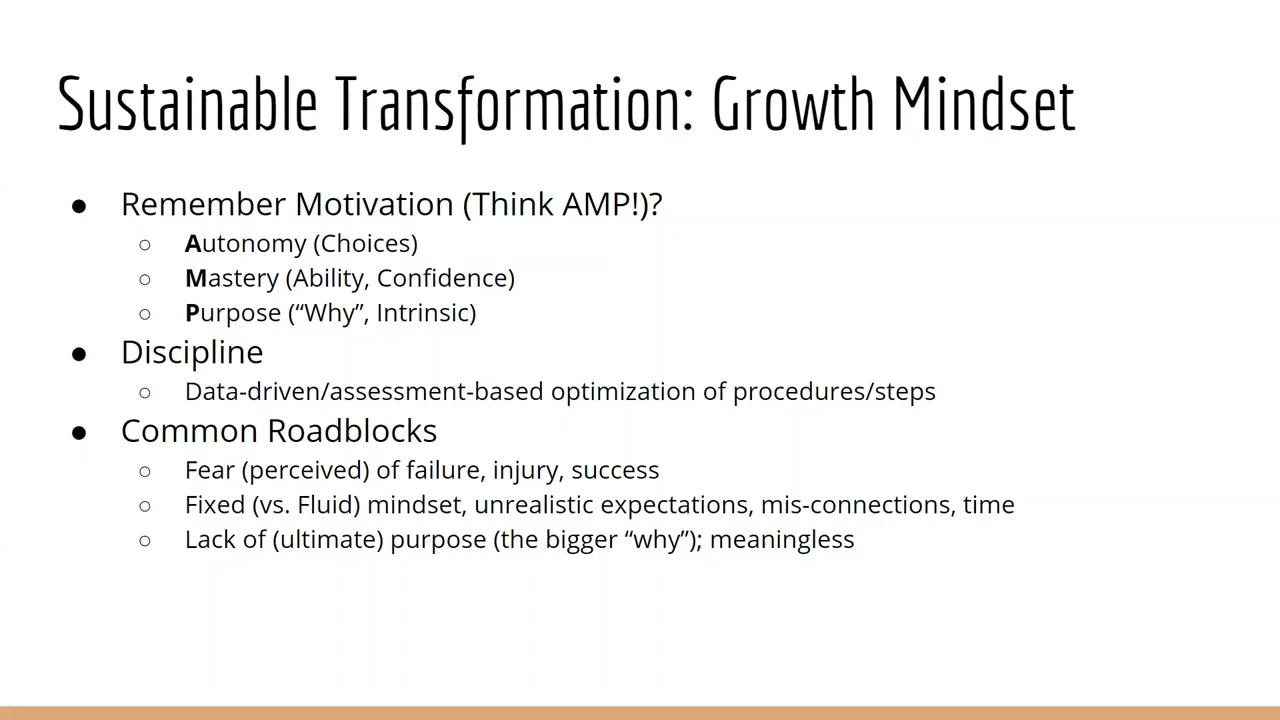 Sustainable Transformation: Growth Mindset
● Remember Motivation (Think AMP!)?
○ Autonomy (Choices)
○ Mastery (Ability, Confidence)
○ Purpose (“Why”, Intrinsic)
● Discipline
○ Data-driven/assessment-based optimization of procedures/steps
● Common Roadblocks
○ Fear (perceived) of failure, injury, success
○ Fixed (vs. Fluid) mindset, unrealistic expectations, mis-connections, time
○ Lack of (ultimate) purpose (the bigger “why”); meaningless